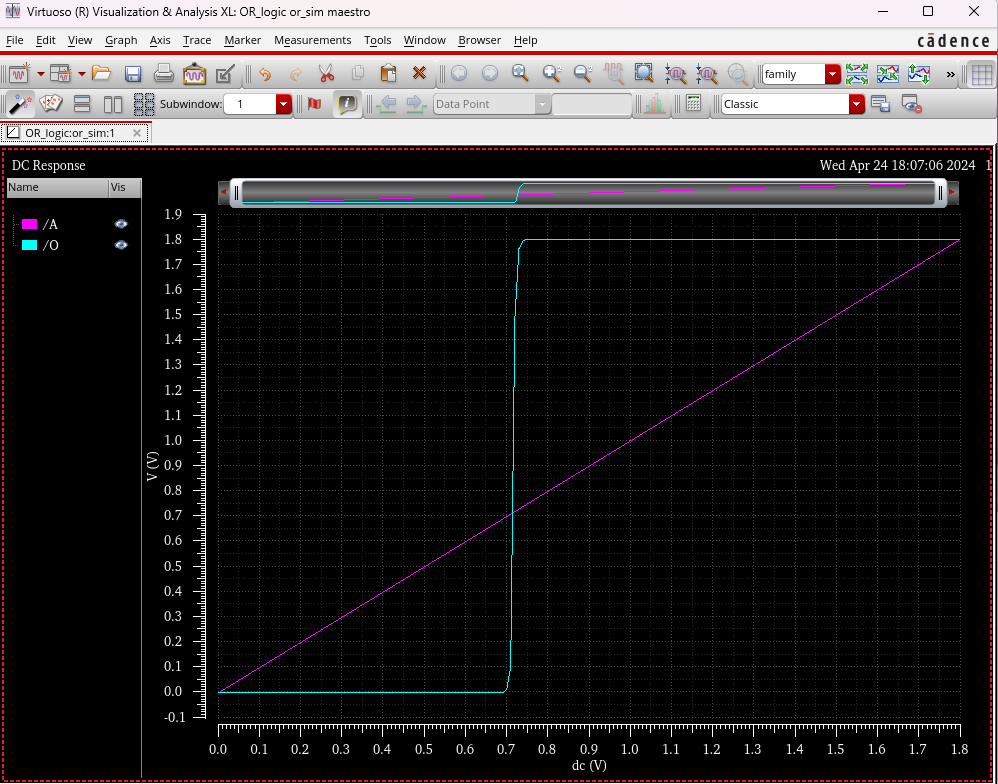 Virtuoso (R) Visualization & Analysis XL: OR_logic or_sim maestro
File Edit View Graph Axis Trace Marker Measurements Tools Window Browser Help
cādence
family
»
Subwindow: 1
Data Point
Classic
OR_logic:or_sim:1
DC Response
Wed Apr 24 18:07:06 2024 1
Name Vis
/A
/O
1.9
1.8
1.7
1.6
1.5
1.4
1.3
1.2
1.1
1.0
0.9
0.8
0.7
0.6
0.5
0.4
0.3
0.2
0.1
0.0
-0.1
V (V)
0.0 0.1 0.2 0.3 0.4 0.5 0.6 0.7 0.8 0.9 1.0 1.1 1.2 1.3 1.4 1.5 1.6 1.7 1.8
dc (V)